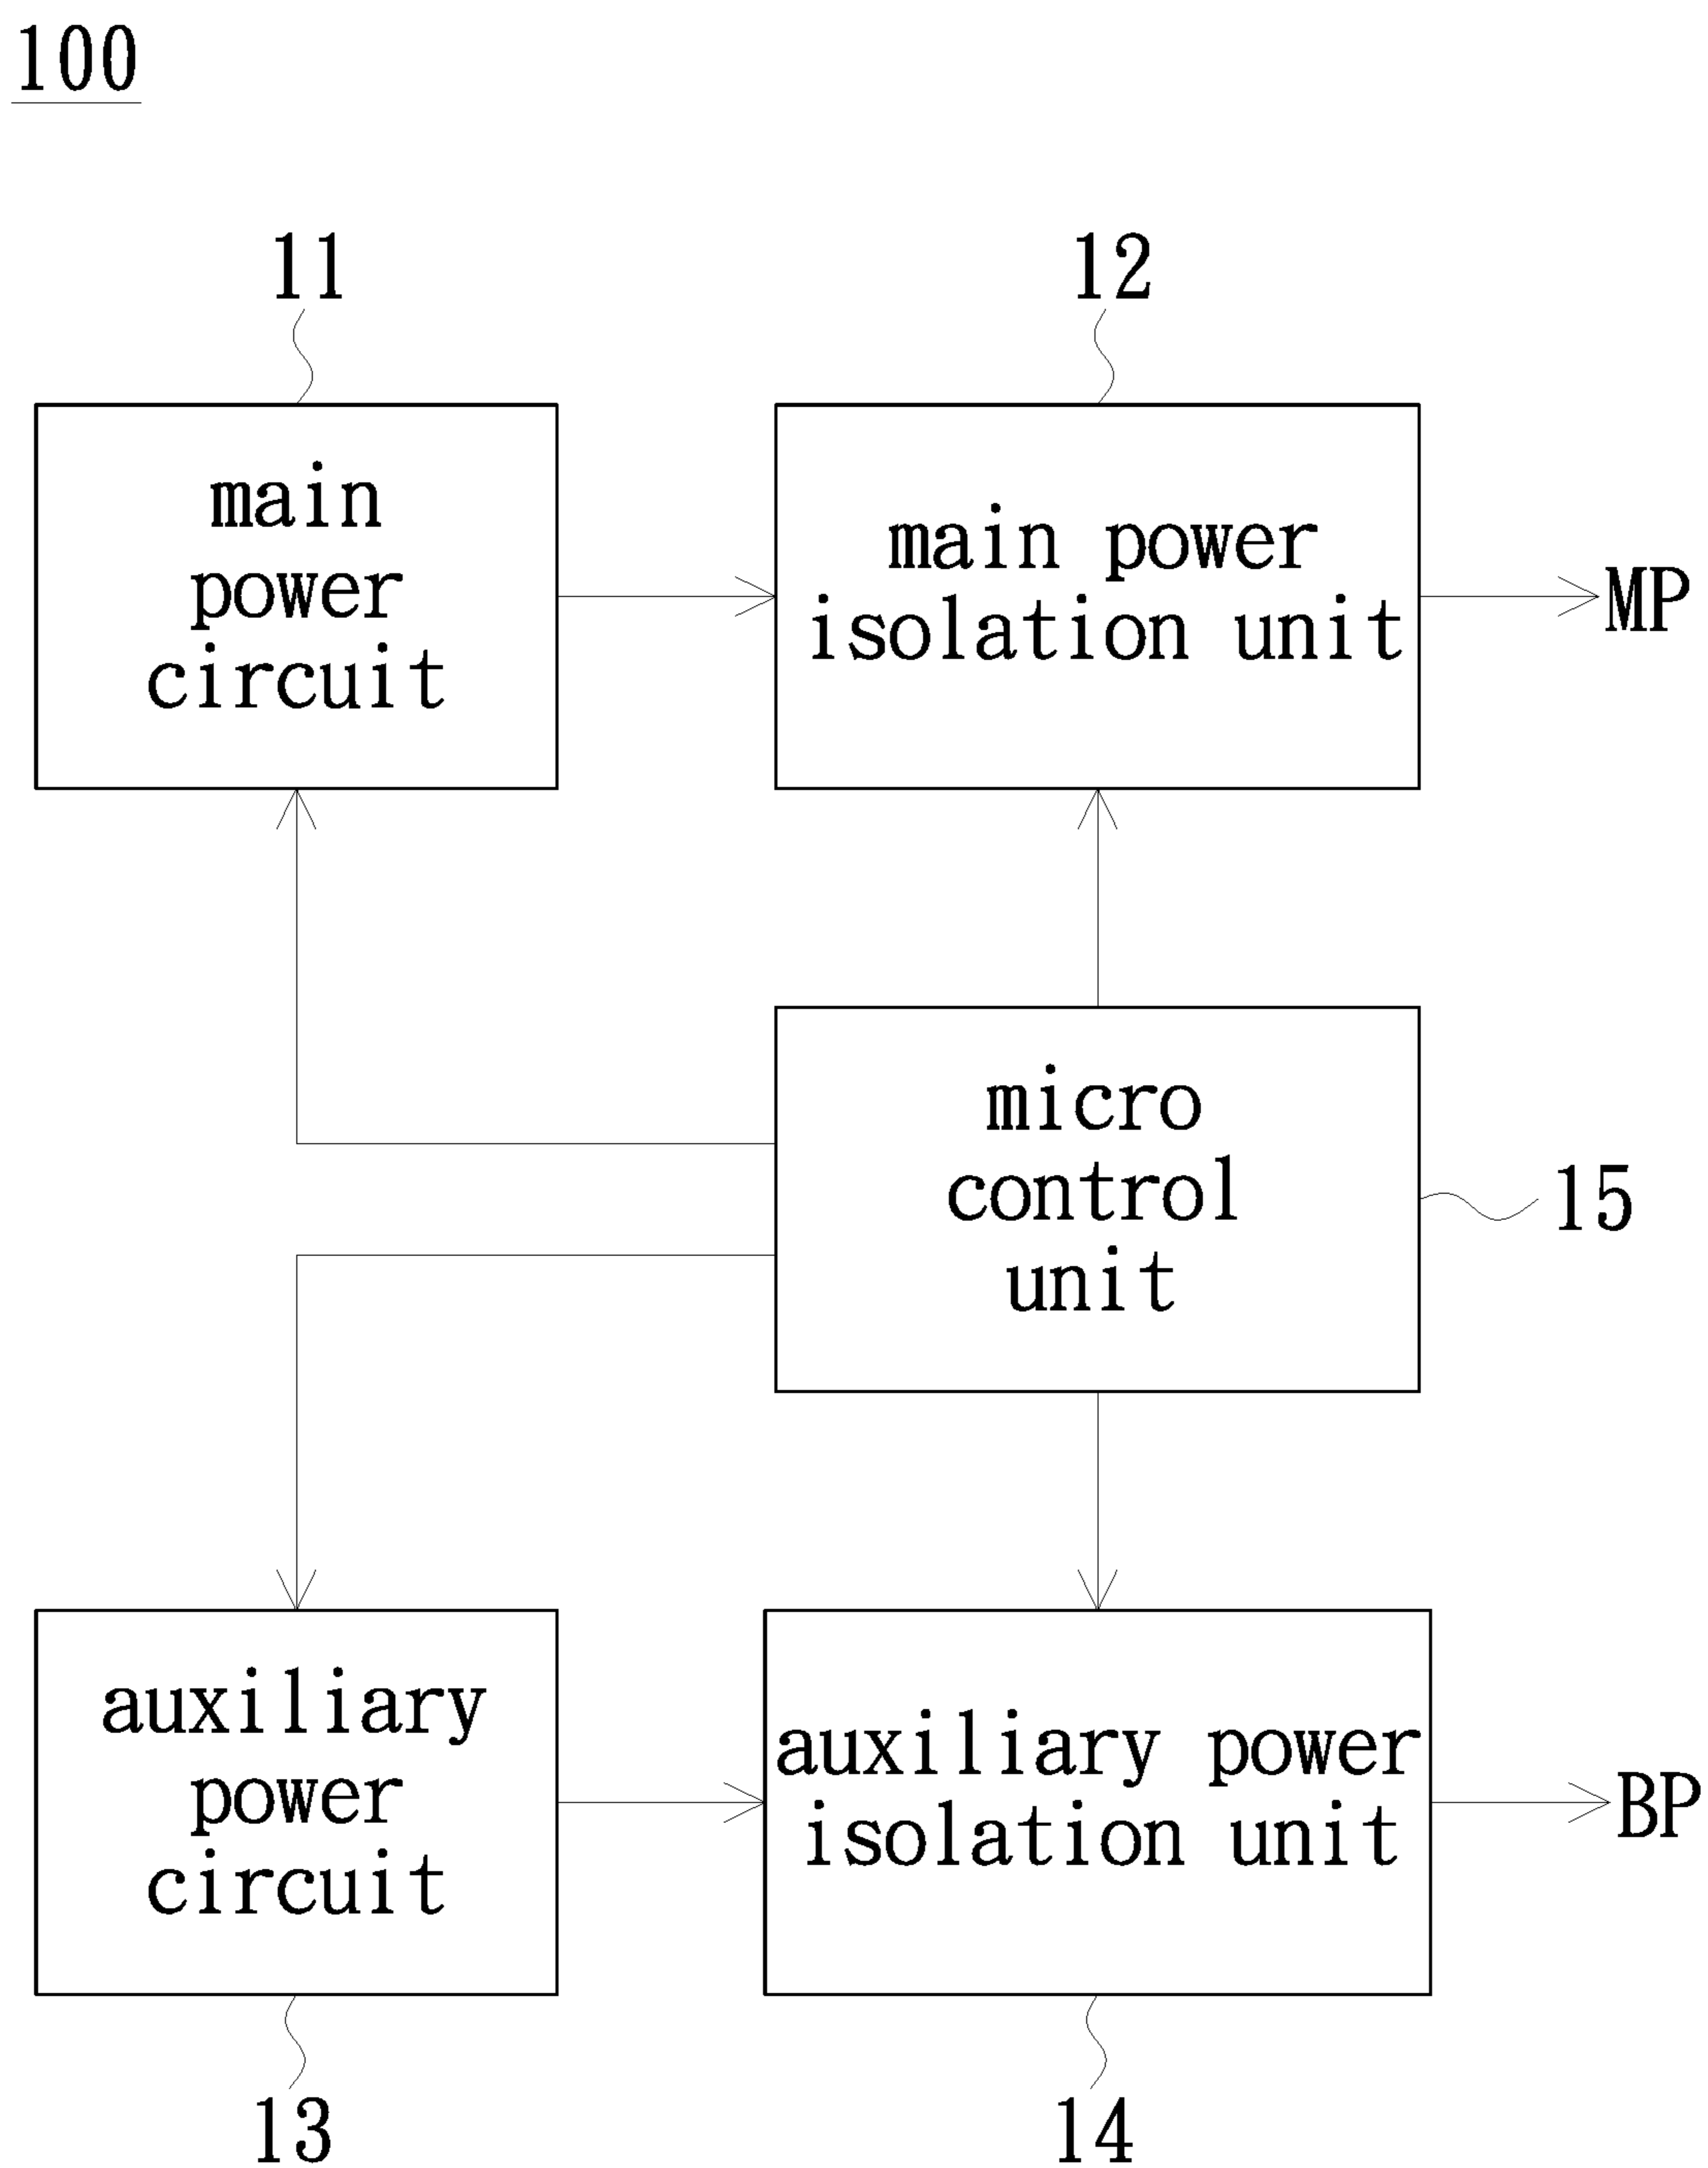 100
11
12
main
power
circuit
main power
isolation unit
MP
micro
control
unit
15
auxiliary
power
circuit
auxiliary power
isolation unit
BP
13
14